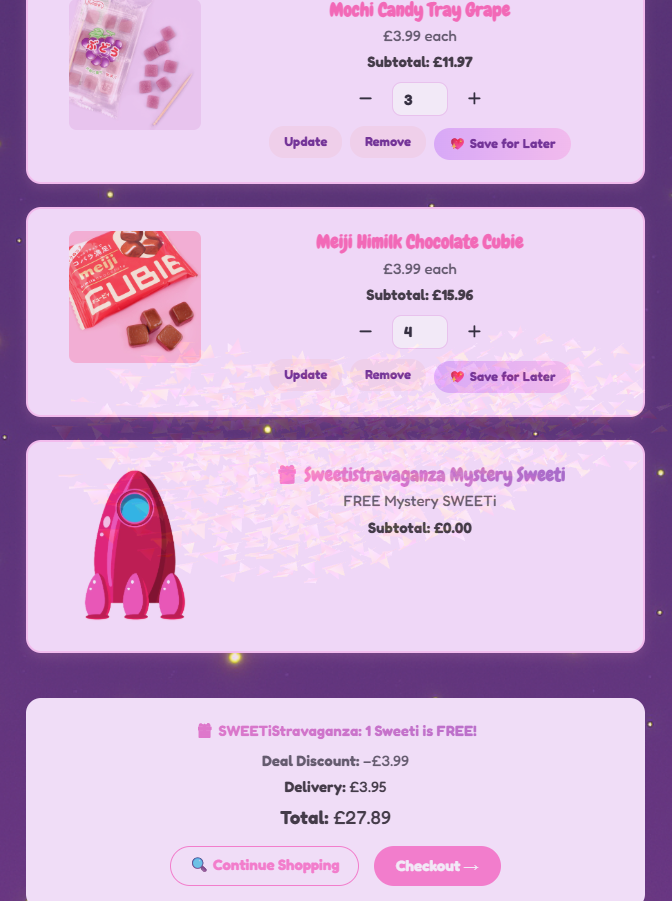 Mochi Candy Tray Grape
£3.99 each
ぶどう
Subtotal: £11.97
− 3 +
Update Remove 💖 Save for Later
Meiji Himilk Chocolate Cubie
£3.99 each
meiji
CUBIE
Subtotal: £15.96
− 4 +
Update Remove 💖 Save for Later
Sweetistravaganza Mystery Sweeti
FREE Mystery SWEETi
Subtotal: £0.00
SWEETiStravaganza: 1 Sweeti is FREE!
Deal Discount: −£3.99
Delivery: £3.95
Total: £27.89
🔍 Continue Shopping Checkout →